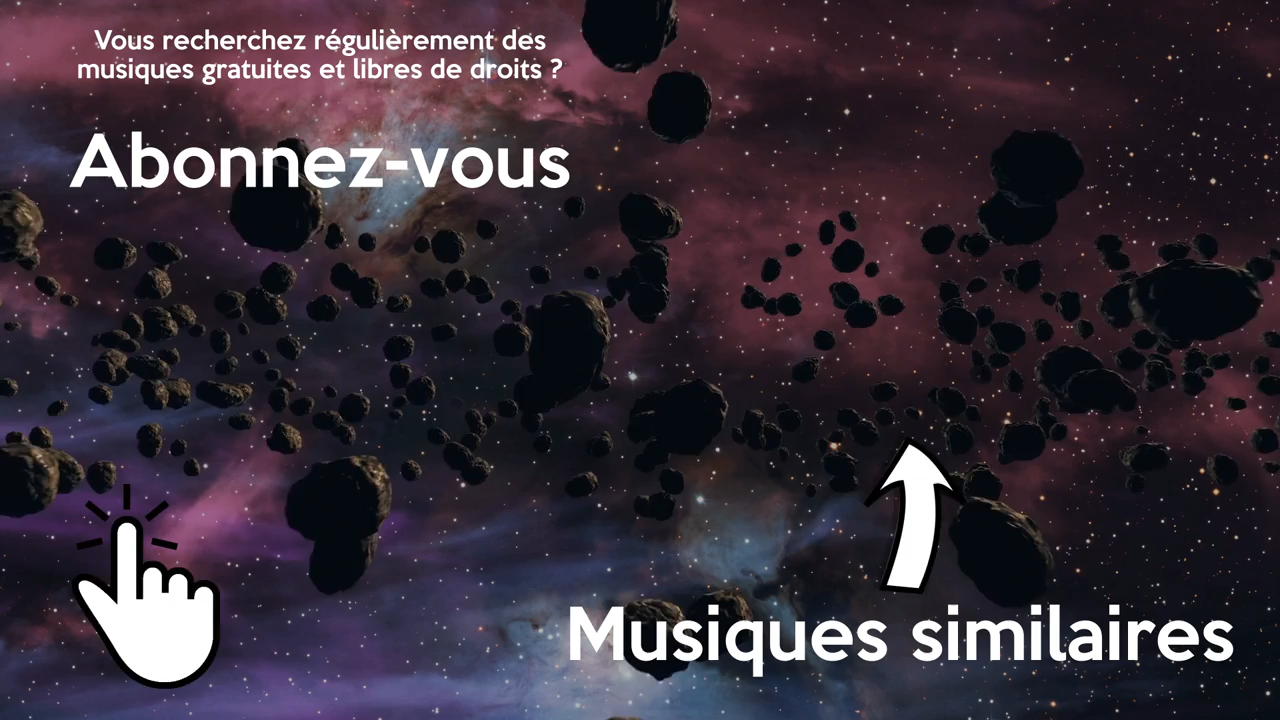 Vous recherchez régulièrement des
musiques gratuites et libres de droits ?
Abonnez-vous
Musiques similaires